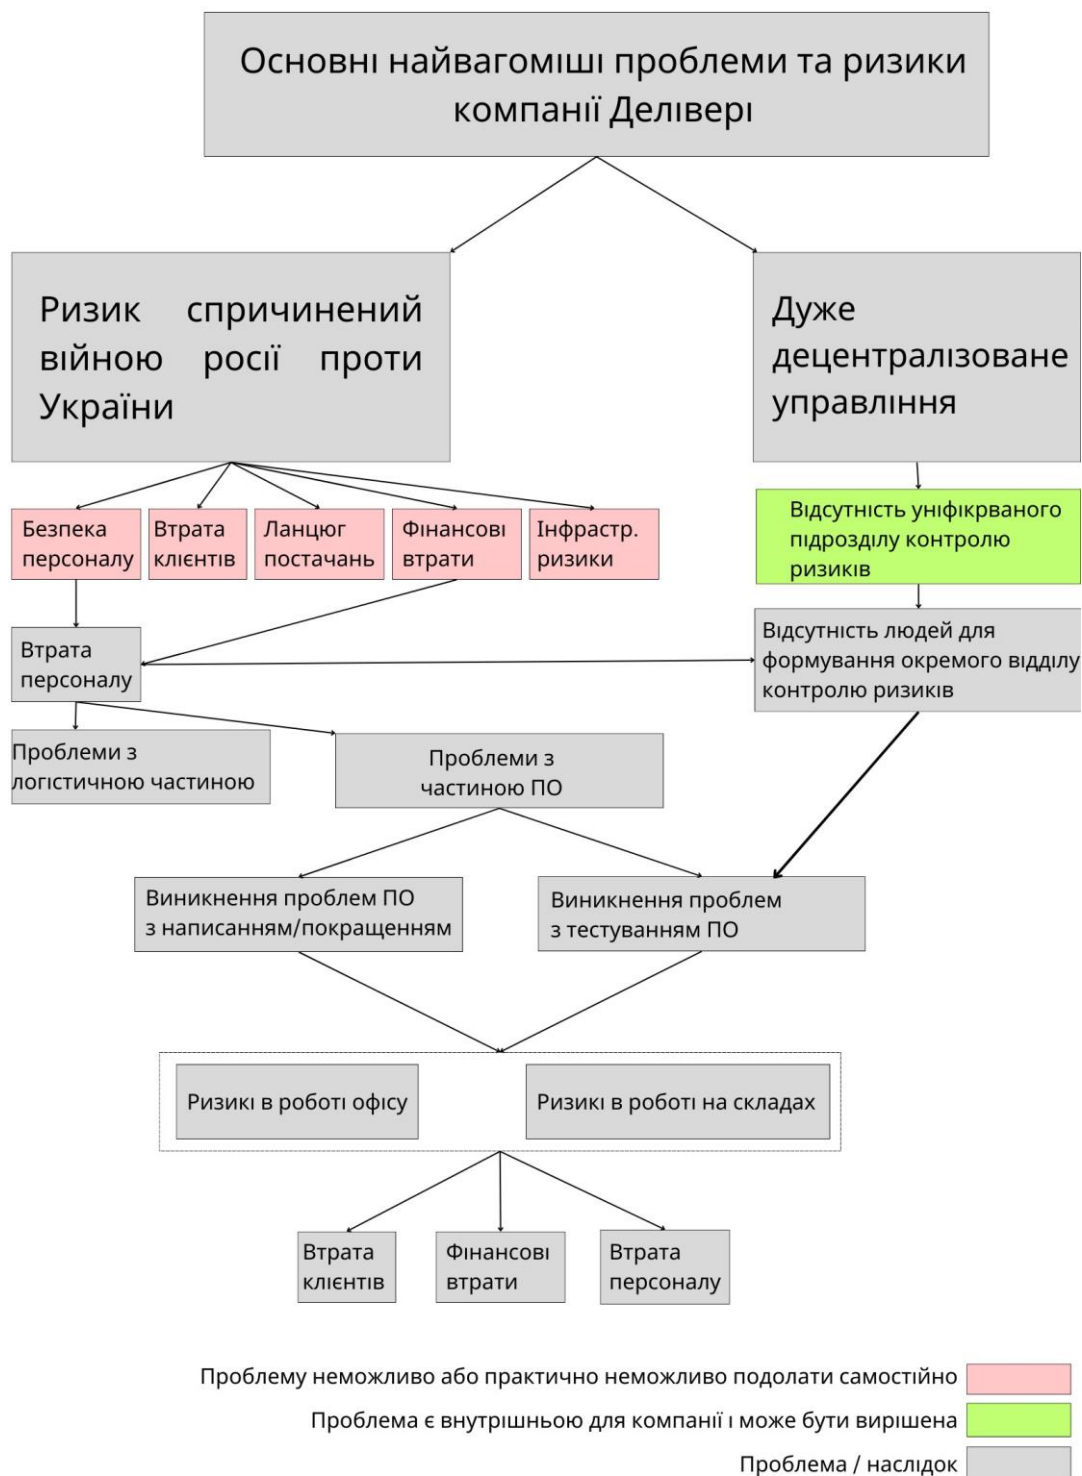 Основні найвагоміші проблеми та ризики
компанії Делівері
Ризик спричинений
війною росії проти
України
Дуже
децентралізоване
управління
Безпека
персоналу
Втрата
клієнтів
Ланцюг
постачань
Фінансові
втрати
Інфрастр.
ризики
Відсутність уніфікрваного
підрозділу контролю
ризиків
Втрата
персоналу
Відсутність людей для
формування окремого відділу
контролю ризиків
Проблеми з
логістичною частиною
Проблеми з
частиною ПО
Виникнення проблем ПО
з написанням/покращенням
Виникнення проблем
з тестуванням ПО
Ризикі в роботі офісу
Ризикі в роботі на складах
Втрата
клієнтів
Фінансові
втрати
Втрата
персоналу
Проблему неможливо або практично неможливо подолати самостійно
Проблема є внутрішньою для компанії і може бути вирішена
Проблема / наслідок